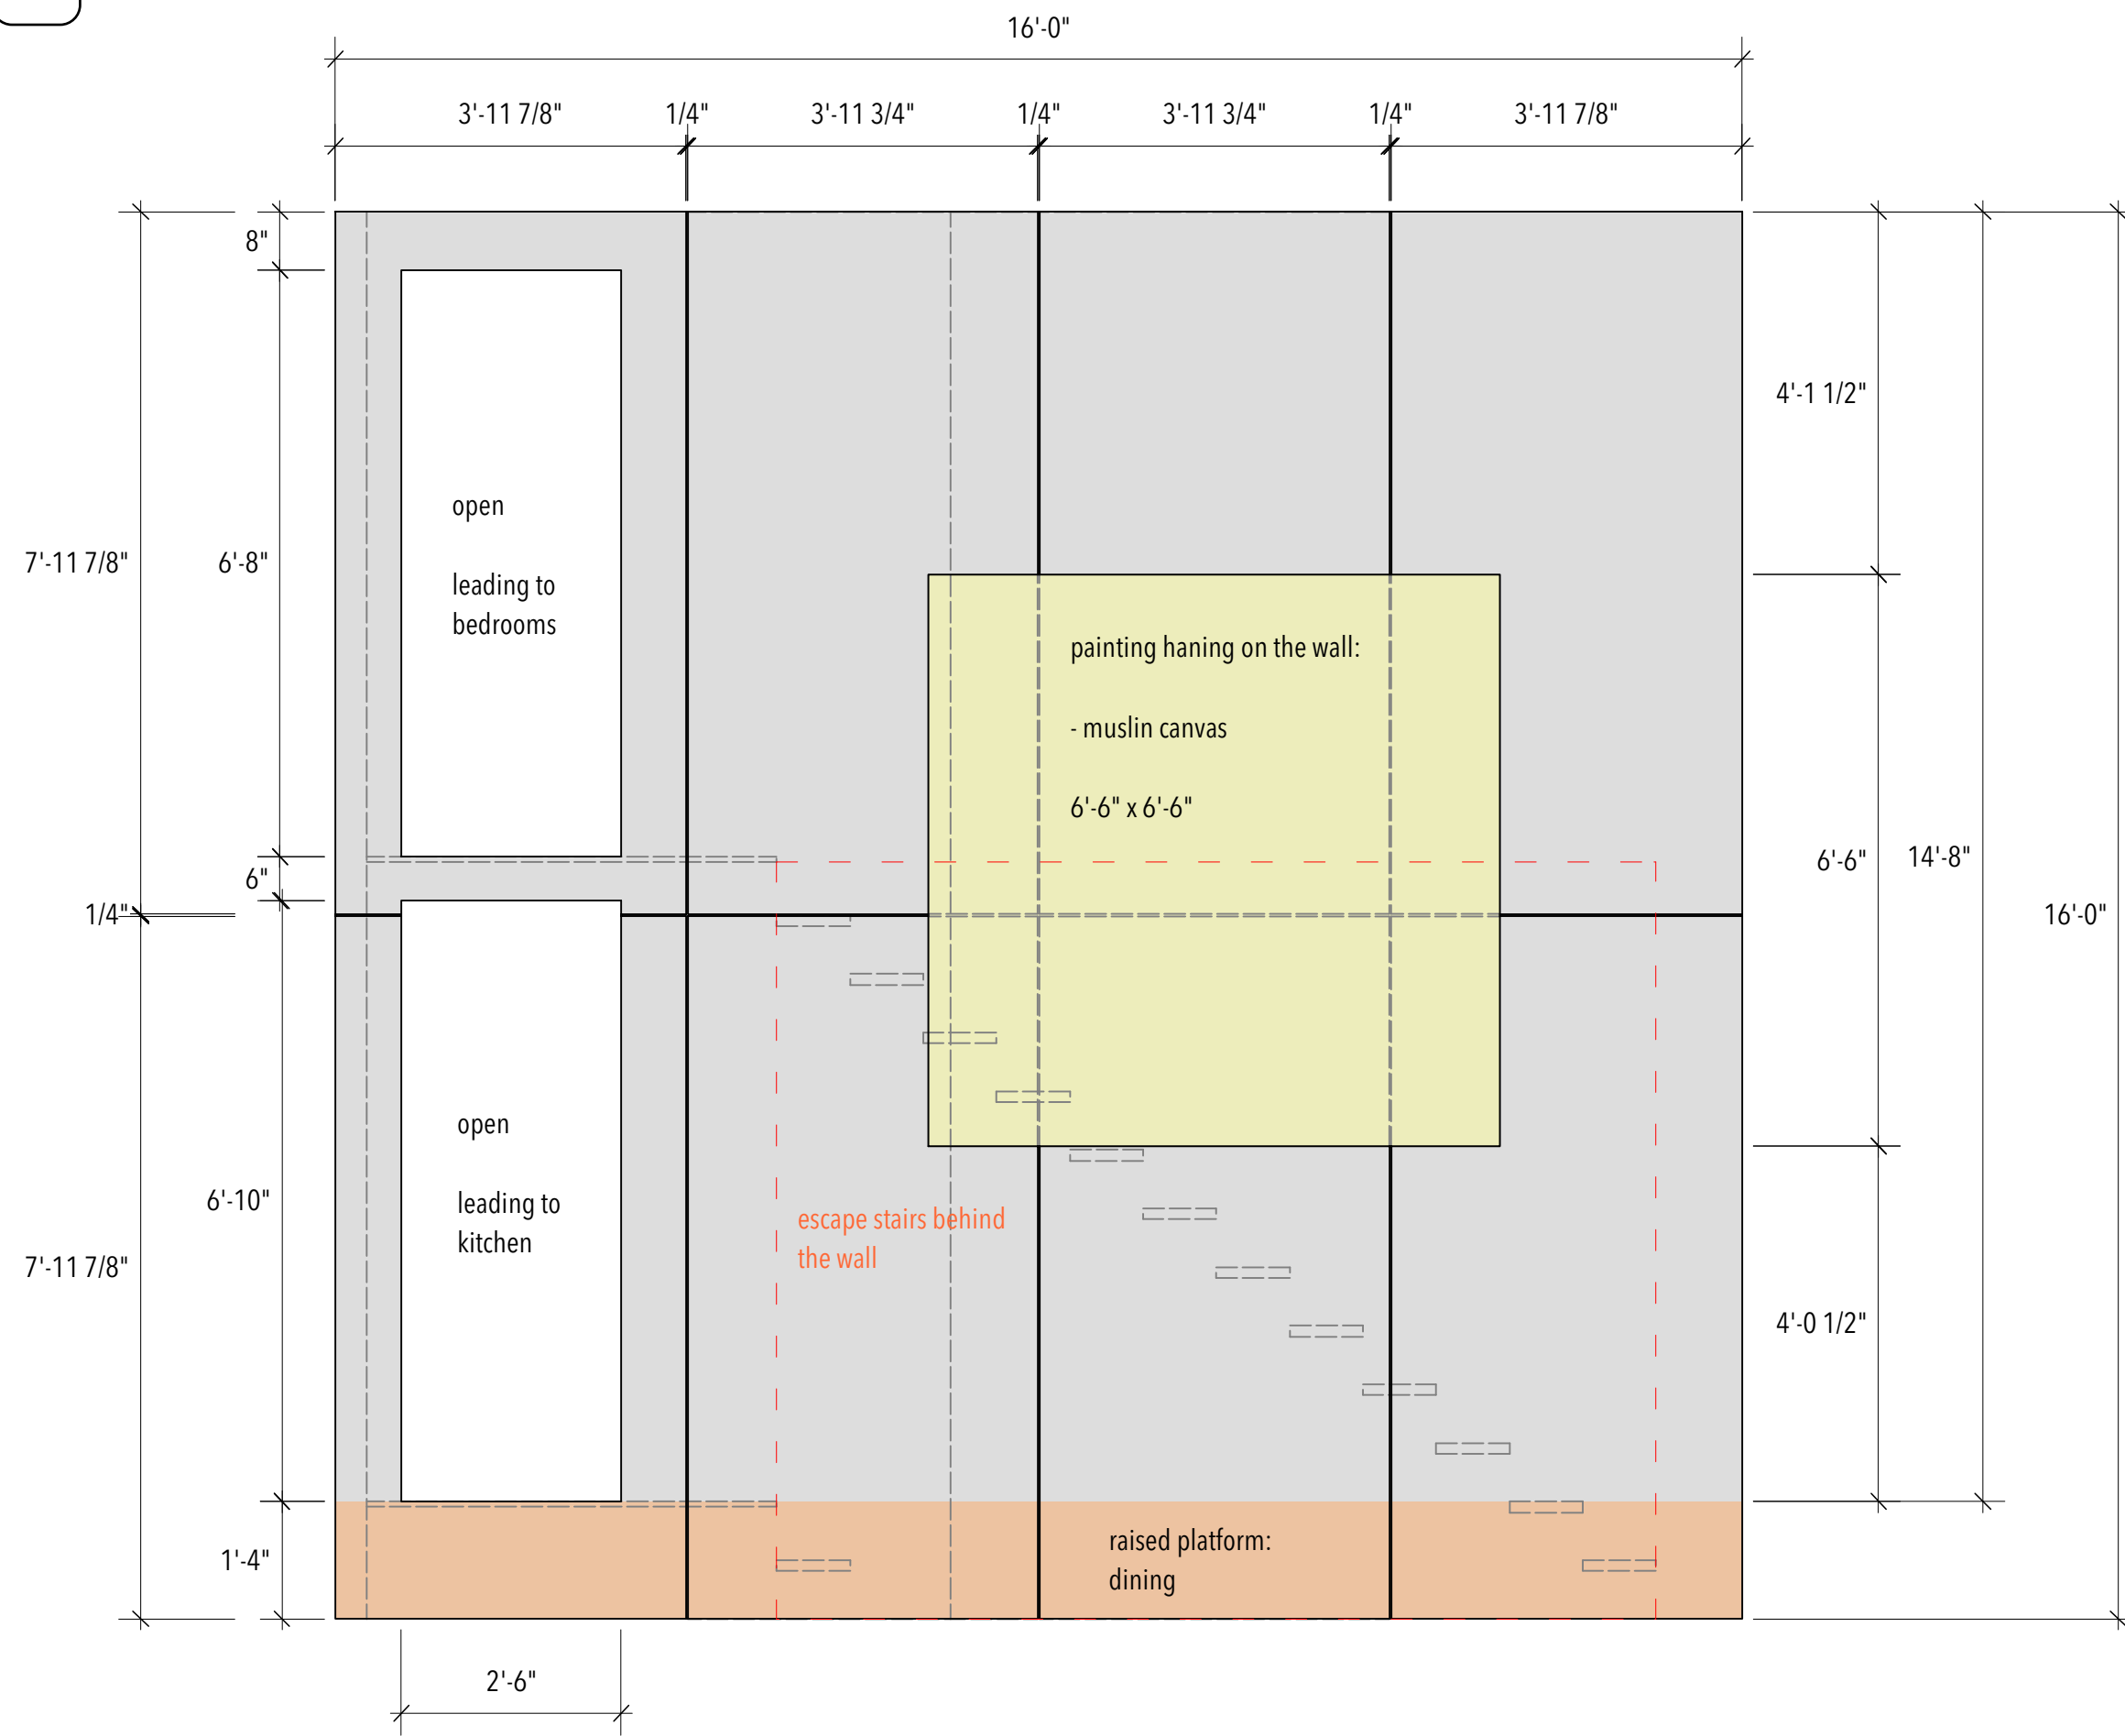 16'-0"
3'-11 7/8" 1/4" 3'-11 3/4" 1/4" 3'-11 3/4" 1/4" 3'-11 7/8"
8"
4'-1 1/2"
open
7'-11 7/8" 6'-8"
leading to
bedrooms
painting haning on the wall:
- muslin canvas
6'-6" x 6'-6"
6'-6" 14'-8"
6"
1/4"
16'-0"
open
leading to
kitchen
6'-10"
escape stairs behind
the wall
7'-11 7/8"
4'-0 1/2"
raised platform:
dining
1'-4"
2'-6"